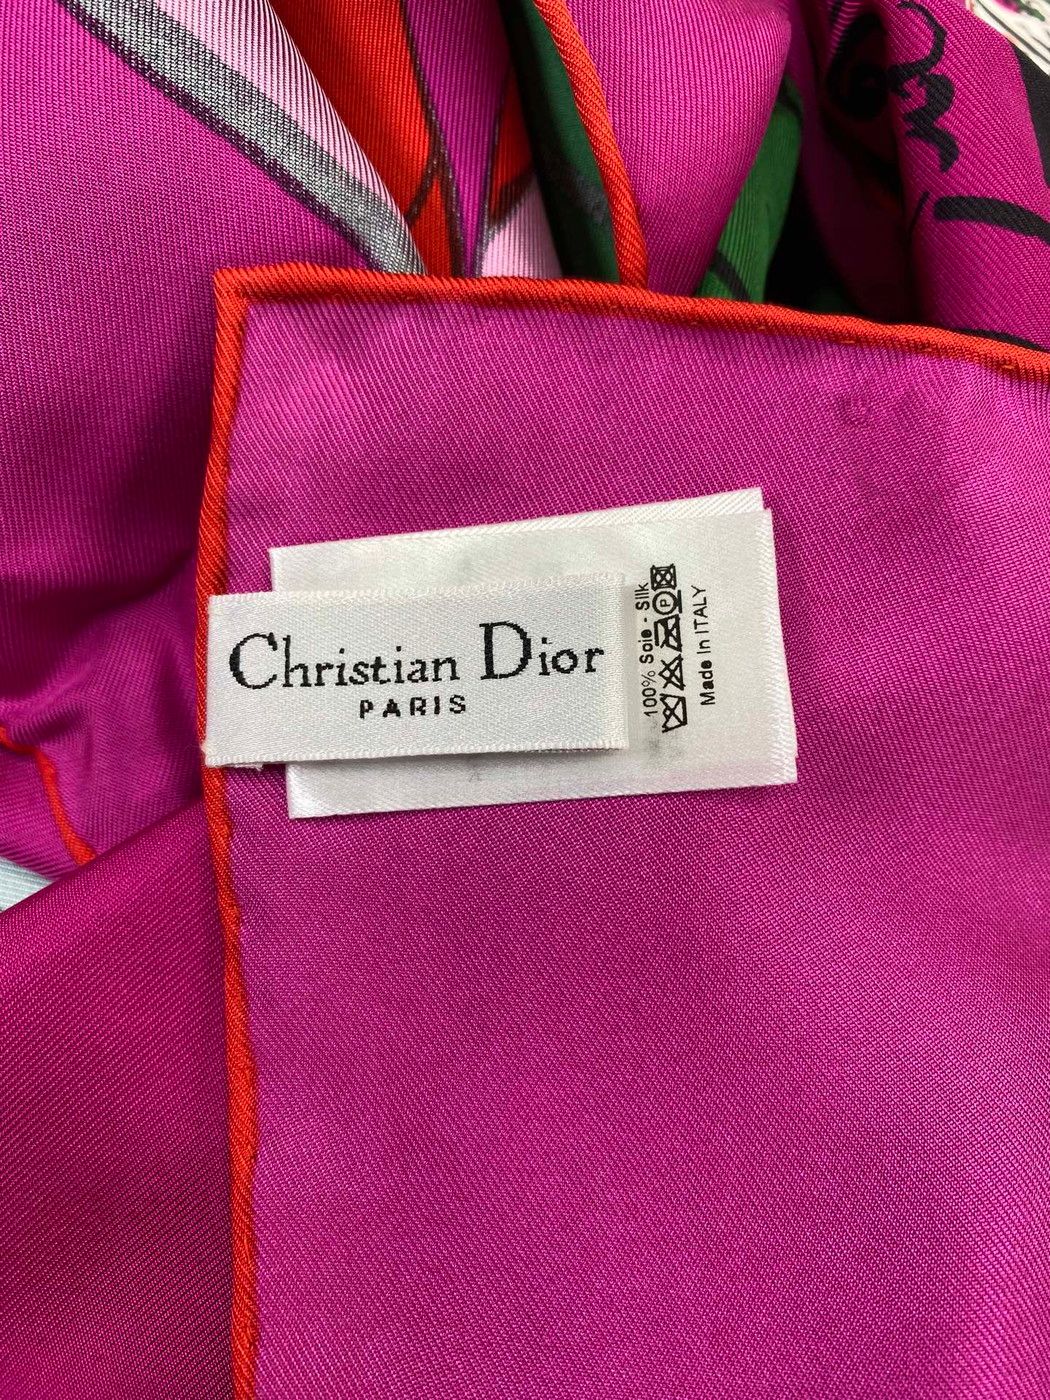 Christian Dior
PARIS
100% Soie - Silk
P
Made In ITALY